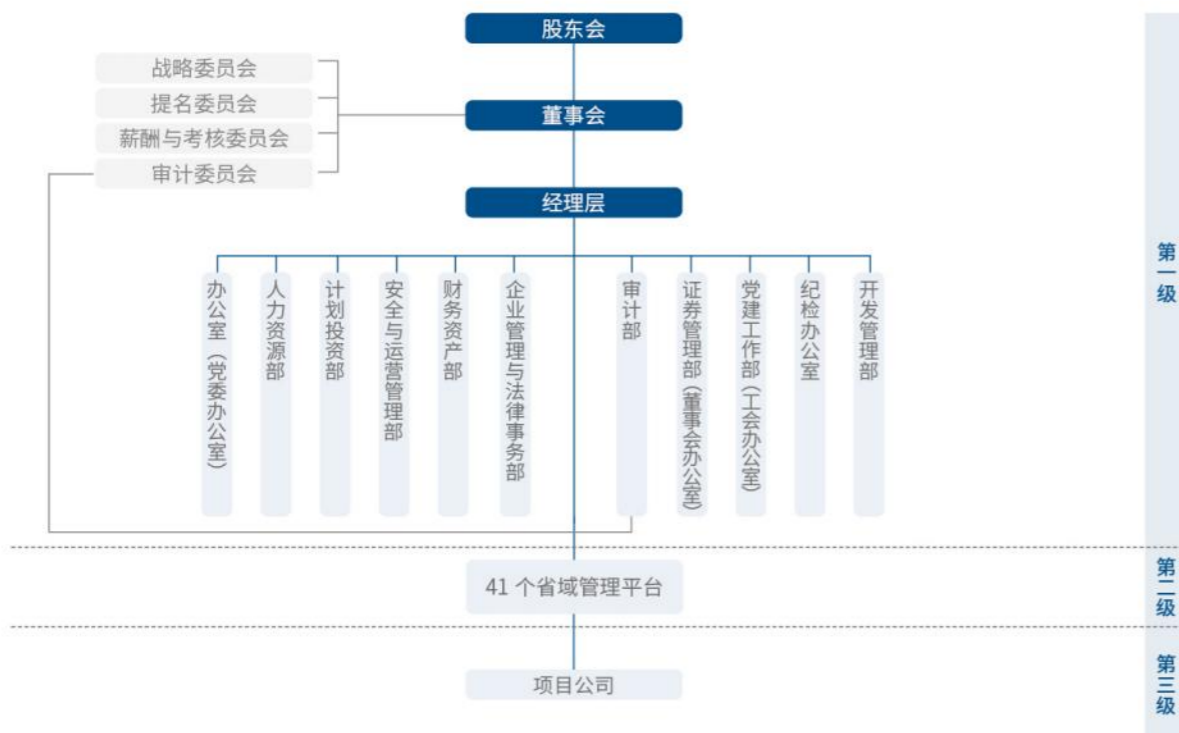 股东会
战略委员会
提名委员会
薪酬与考核委员会
审计委员会
董事会
经理层
办公室（党委办公室）
人力资源部
计划投资部
安全与运营管理部
财务资产部
企业管理与法律事务部
审计部
证券管理部（董事会办公室）
党建工作部（工会办公室）
纪检办公室
开发管理部
第一级
41 个省域管理平台
第二级
项目公司
第三级